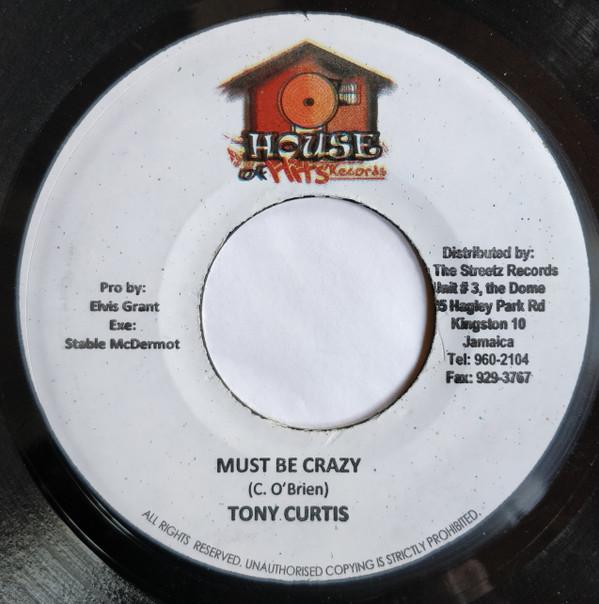 HOUSE
of Hits Records
Pro by:
Elvis Grant
Exe:
Stable McDermot
Distributed by:
The Streetz Records
Unit # 3, the Dome
5 Hagley Park Rd
Kingston 10
Jamaica
Tel: 960-2104
Fax: 929-3767
MUST BE CRAZY
(C. O'Brien)
TONY CURTIS
ALL RIGHTS RESERVED. UNAUTHORISED COPYING IS STRICTLY PROHIBITED.